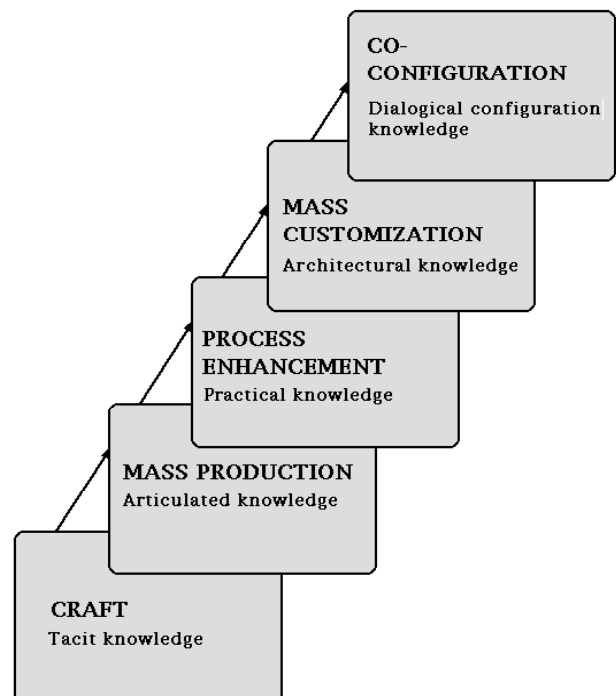 CO-
CONFIGURATION
Dialogical configuration
knowledge
MASS
CUSTOMIZATION
Architectural knowledge
PROCESS
ENHANCEMENT
Practical knowledge
MASS PRODUCTION
Articulated knowledge
CRAFT
Tacit knowledge